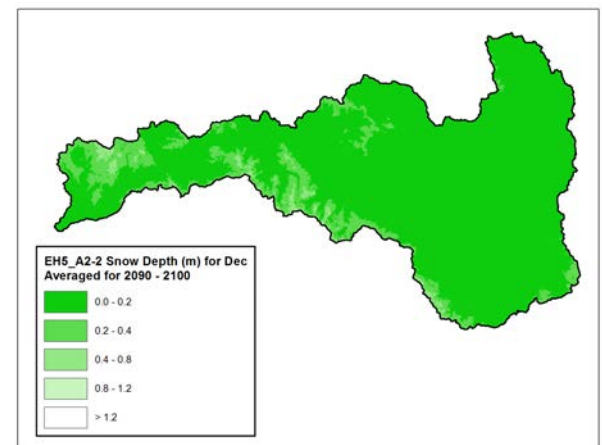 EH5_A2-2 Snow Depth (m) for Dec
Averaged for 2090 - 2100
0.0 - 0.2
0.2 - 0.4
0.4 - 0.8
0.8 - 1.2
> 1.2